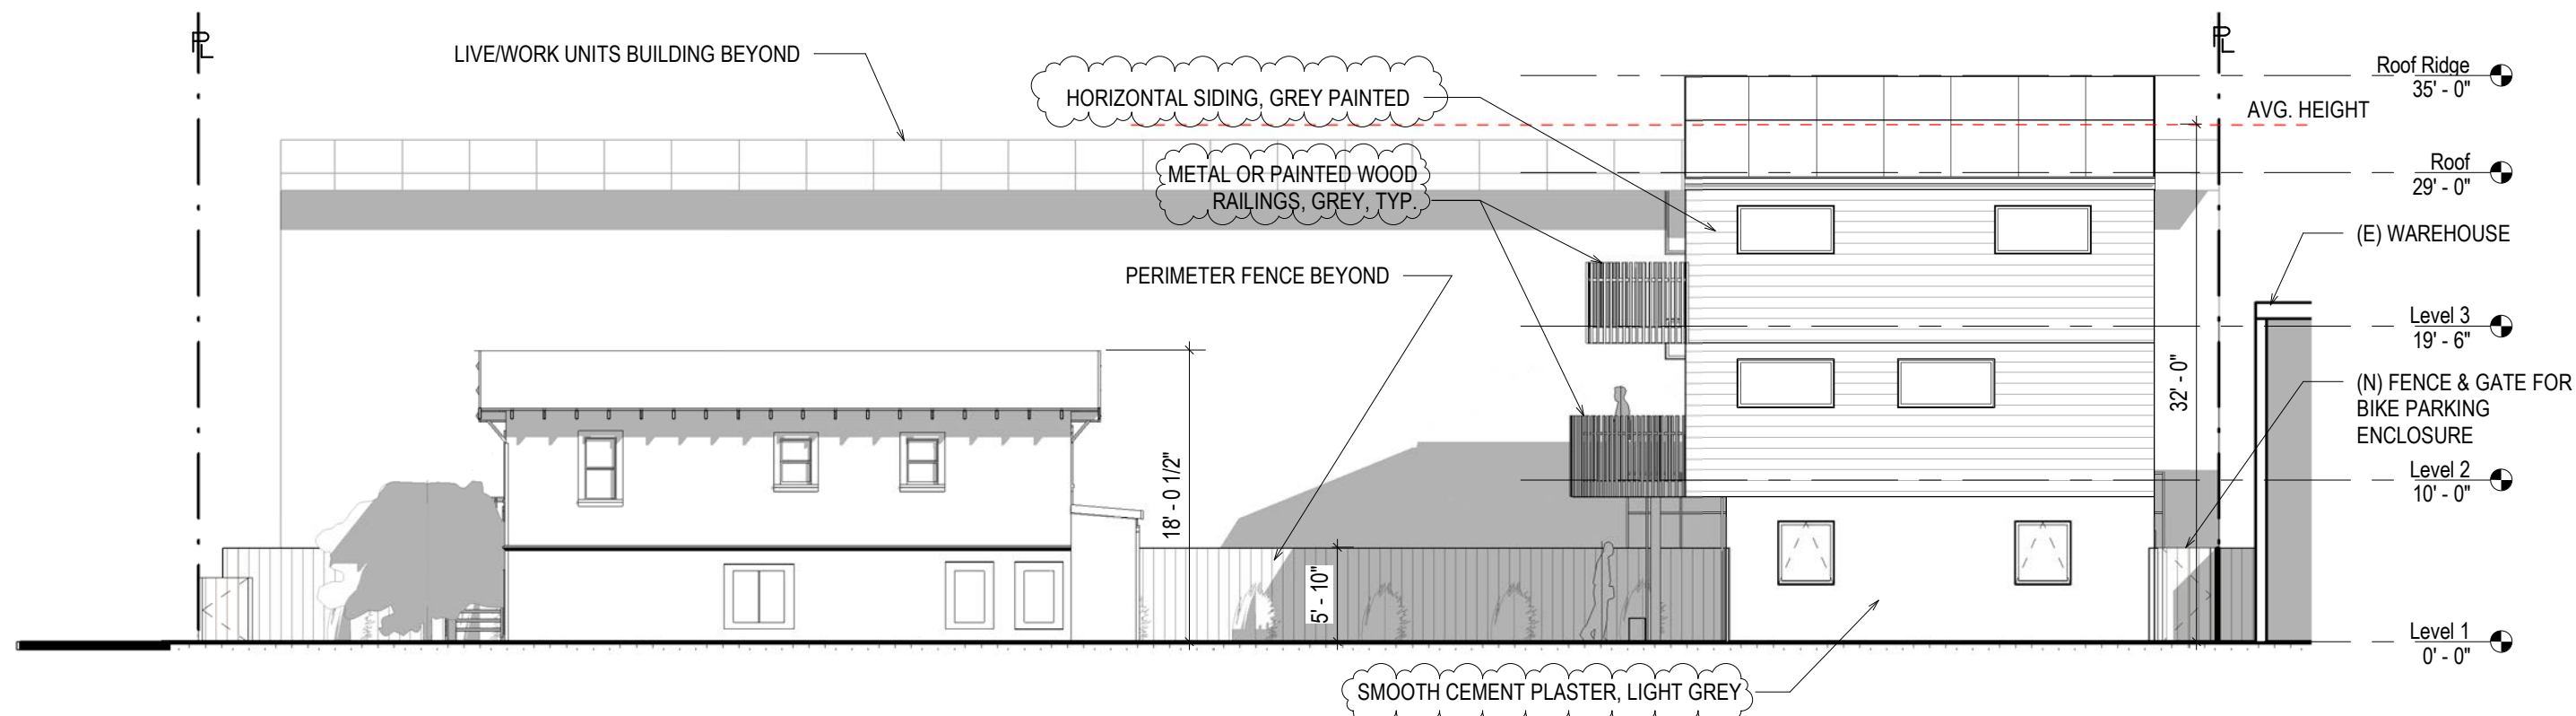 PL
PL
LIVE/WORK UNITS BUILDING BEYOND
HORIZONTAL SIDING, GREY PAINTED
METAL OR PAINTED WOOD
RAILINGS, GREY, TYP.
PERIMETER FENCE BEYOND
Roof Ridge
35' - 0"
AVG. HEIGHT
Roof
29' - 0"
(E) WAREHOUSE
Level 3
19' - 6"
(N) FENCE & GATE FOR
BIKE PARKING
ENCLOSURE
Level 2
10' - 0"
Level 1
0' - 0"
18' - 0 1/2"
5' - 10"
32' - 0"
SMOOTH CEMENT PLASTER, LIGHT GREY